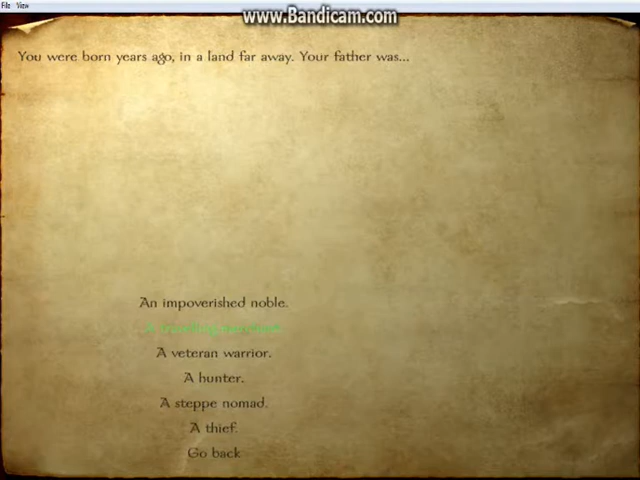 File View
www.Bandicam.com
You were born years ago, in a land far away. Your father was...
An impoverished noble.
A travelling merchant.
A veteran warrior.
A hunter.
A steppe nomad.
A thief.
Go back